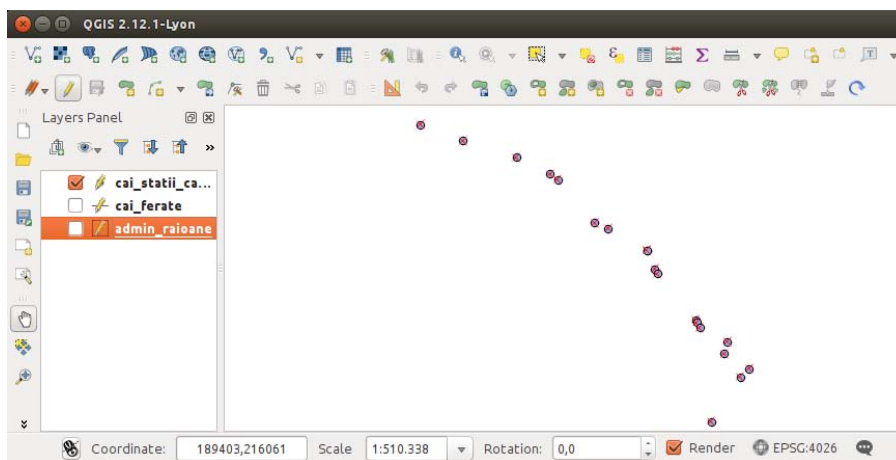 QGIS 2.12.1-Lyon
Layers Panel
cai_statii_ca...
cai_ferate
admin_raioane
Coordinate: 189403,216061 Scale 1:510.338 Rotation: 0,0 Render EPSG:4026